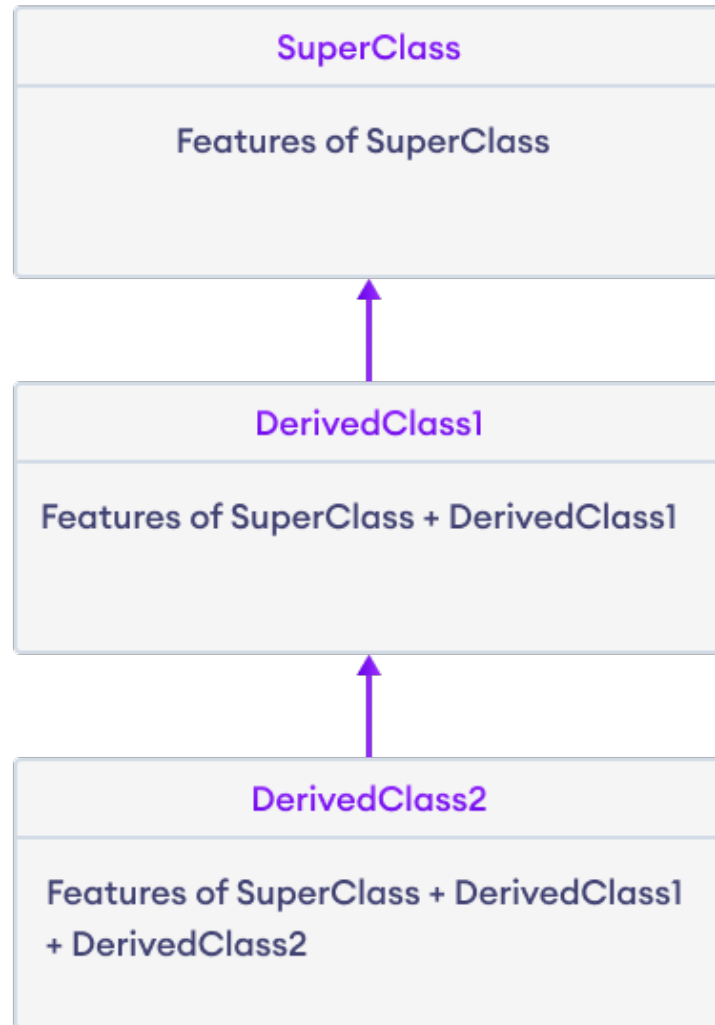 SuperClass
Features of SuperClass
DerivedClass1
Features of SuperClass + DerivedClass1
DerivedClass2
Features of SuperClass + DerivedClass1
+ DerivedClass2